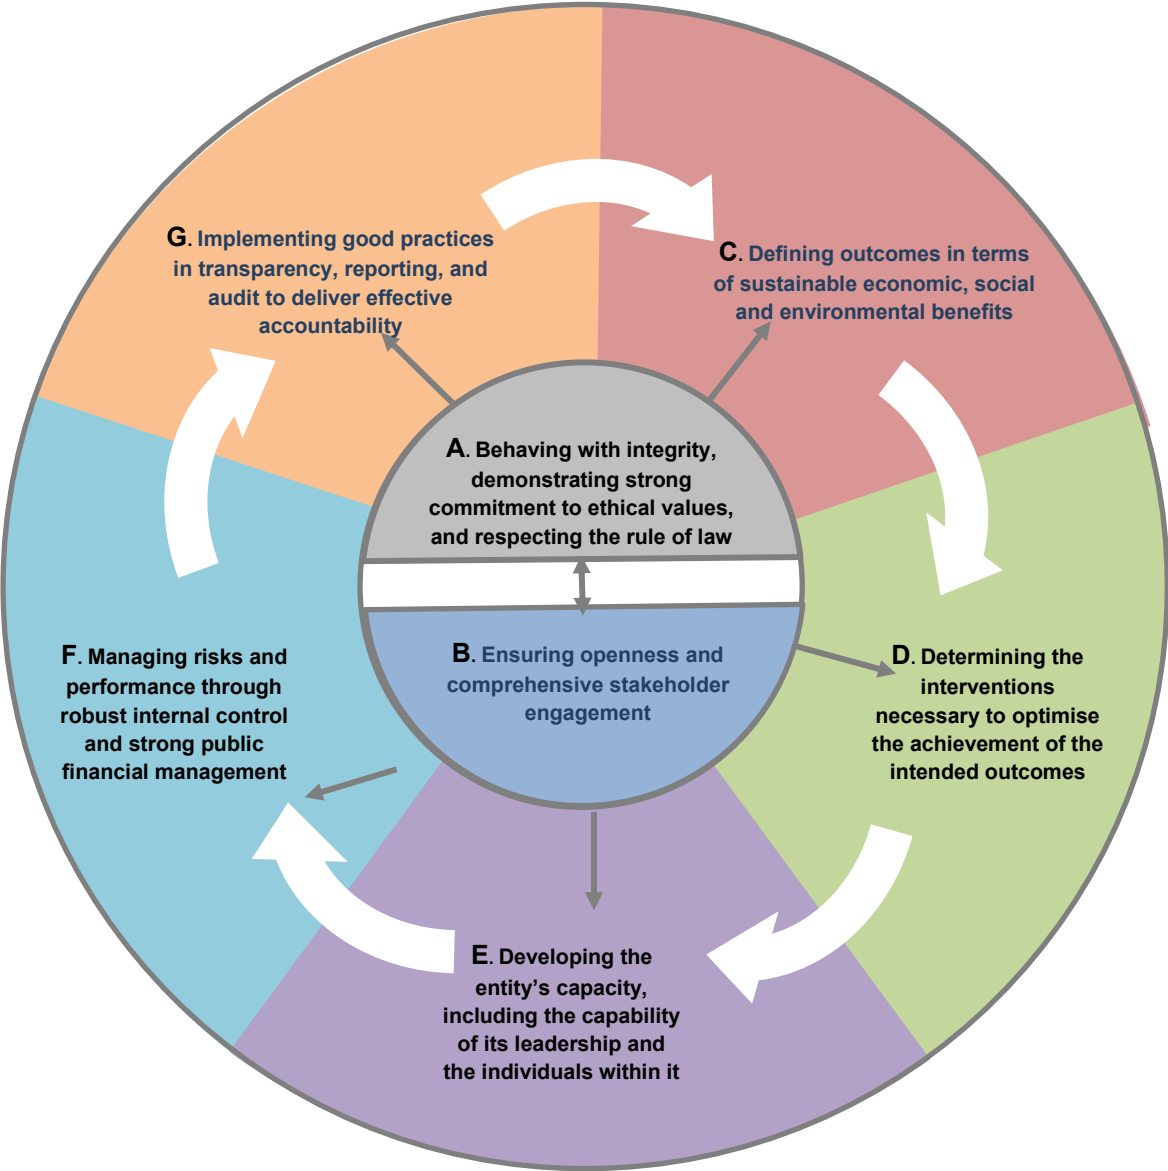 G. Implementing good practices
in transparency, reporting, and
audit to deliver effective
accountability
C. Defining outcomes in terms
of sustainable economic, social
and environmental benefits
A. Behaving with integrity,
demonstrating strong
commitment to ethical values,
and respecting the rule of law
B. Ensuring openness and
comprehensive stakeholder
engagement
F. Managing risks and
performance through
robust internal control
and strong public
financial management
D. Determining the
interventions
necessary to optimise
the achievement of the
intended outcomes
E. Developing the
entity’s capacity,
including the capability
of its leadership and
the individuals within it